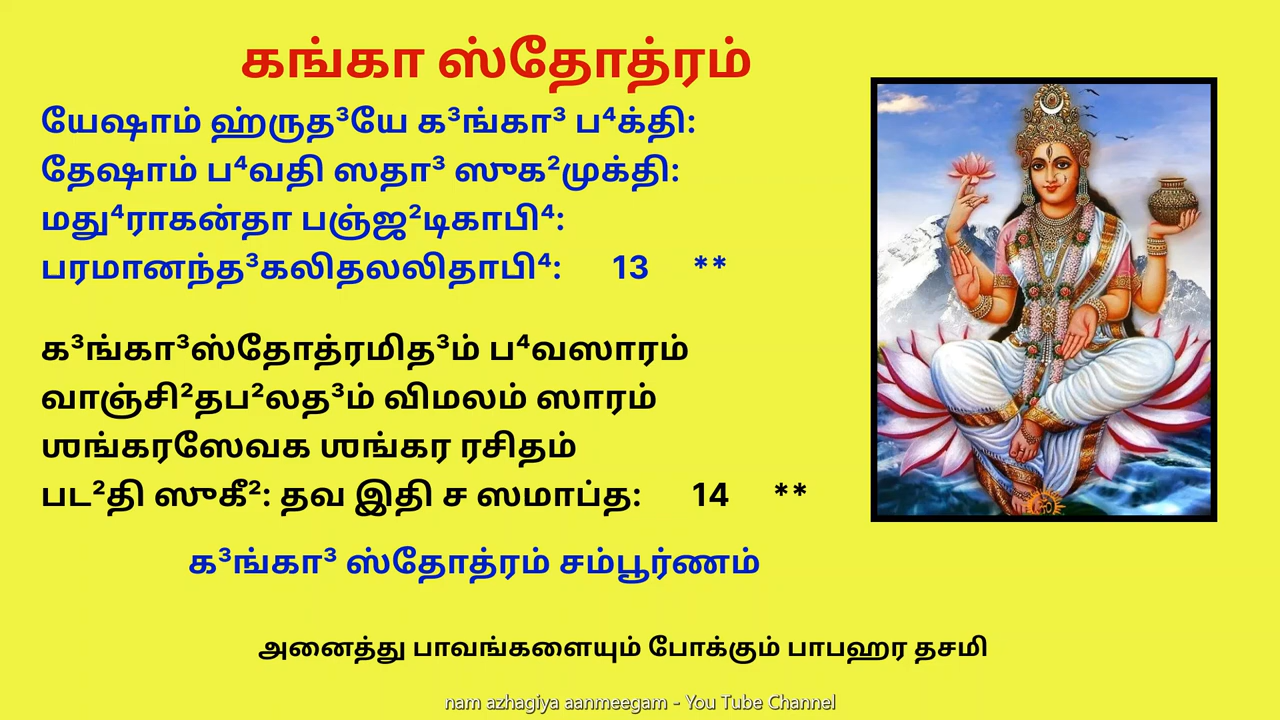 கங்கா ஸ்தோத்ரம்
யேஷாம் ஹ்ருத³யே க³ங்கா³ ப⁴க்தி:
தேஷாம் ப⁴வதி ஸதா³ ஸுக²முக்தி:
மது⁴ராகன்தா பஞ்ஜ²டிகாபி⁴:
பரமானந்த³கலிதலலிதாபி⁴: 13 **
க³ங்கா³ஸ்தோத்ரமித³ம் ப⁴வஸாரம்
வாஞ்சி²தப²லத³ம் விமலம் ஸாரம்
ஶங்கரஸேவக ஶங்கர ரசிதம்
பட²தி ஸுகீ²: தவ இதி ச ஸமாப்த: 14 **
க³ங்கா³ ஸ்தோத்ரம் சம்பூர்ணம்
அனைத்து பாவங்களையும் போக்கும் பாபஹர தசமி
nam azhagiya aanmeegam - You Tube Channel